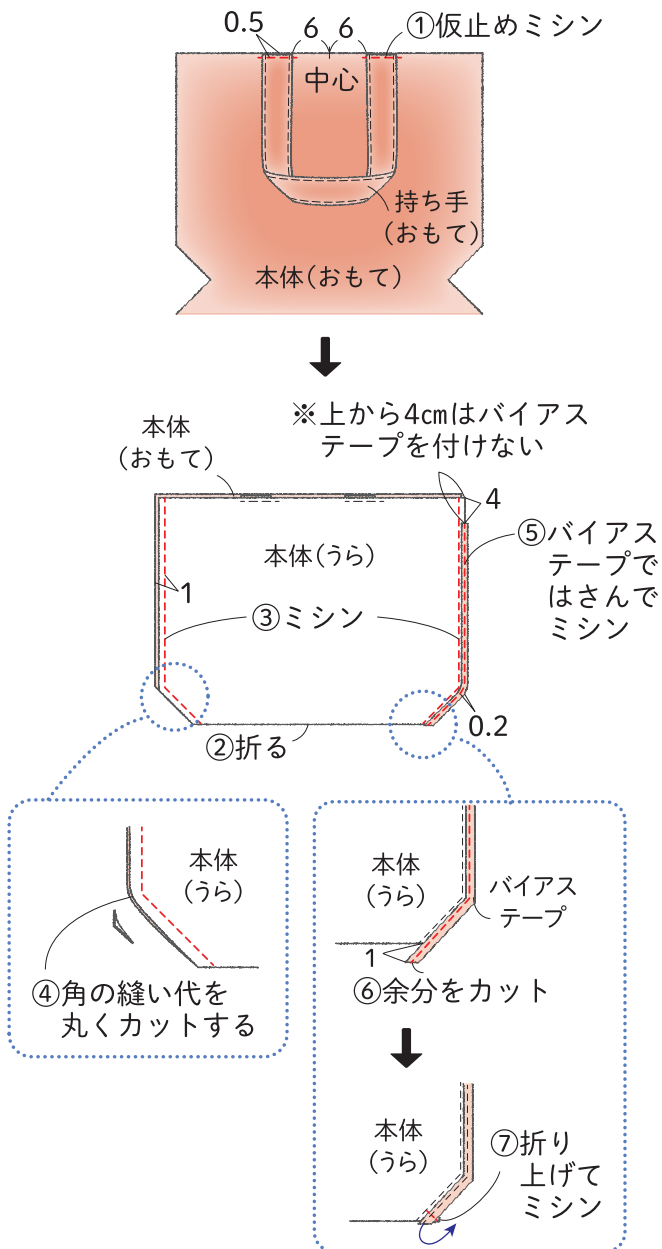 0.5
6 6
①仮止めミシン
中心
持ち手
(おもて)
本体(おもて)
※上から4㎝はバイアス
テープを付けない
本体
(おもて)
4
⑤バイアス
テープで
はさんで
ミシン
本体(うら)
1
③ミシン
0.2
②折る
本体
(うら)
④角の縫い代を
丸くカットする
本体
(うら)
バイアス
テープ
1
⑥余分をカット
本体
(うら)
⑦折り
上げて
ミシン